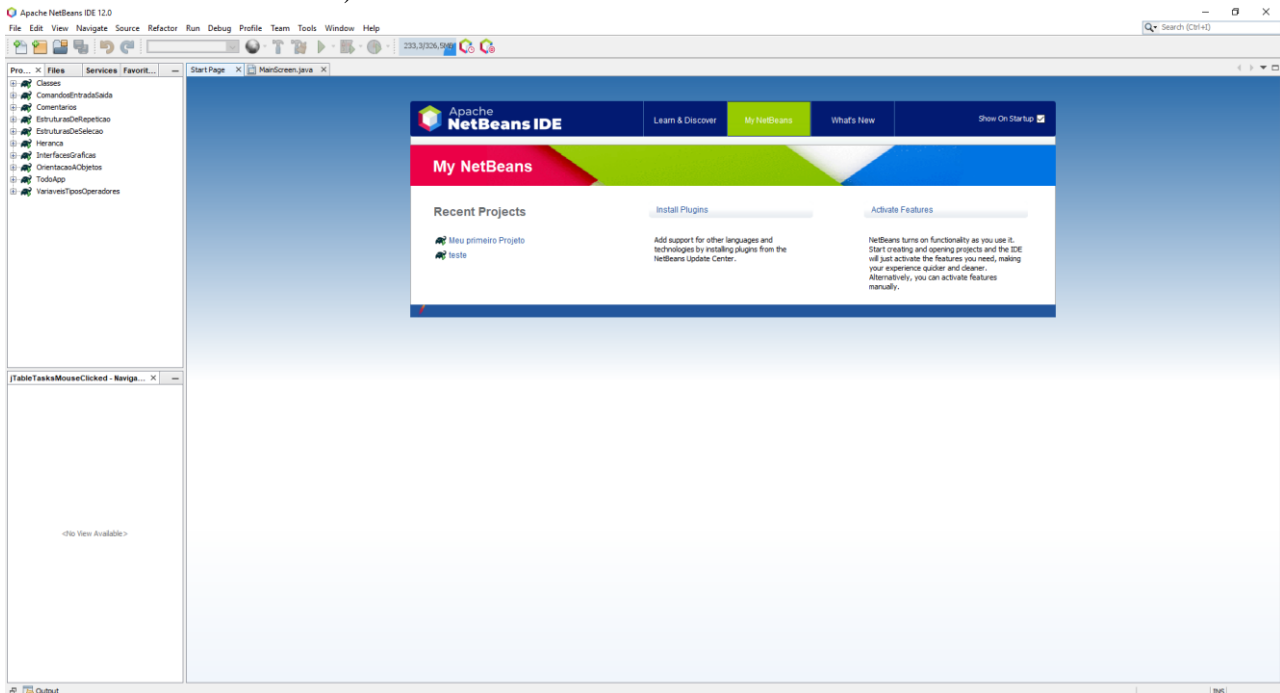 Apache NetBeans IDE 12.0
File Edit View Navigate Source Refactor Run Debug Profile Team Tools Window Help
Search (Ctrl+I)
Pro... Files Services Favorit...
Start Page MainScreen.java
Classes
ComandosEntradaSaida
Comentarios
EstruturasDeRepeticao
EstruturasDeSelecao
Heranca
InterfacesGraficas
OrientacaoAObjetos
TodoApp
VariaveisTiposOperadores
Apache
NetBeans IDE
Learn & Discover
My NetBeans
What's New
Show On Startup
My NetBeans
Recent Projects
Meu primeiro Projeto
teste
Install Plugins
Add support for other languages and
technologies by installing plugins from the
NetBeans Update Center.
Activate Features
NetBeans turns on functionality as you use it.
Start creating and opening projects and the IDE
will just activate the features you need, making
your experience quicker and cleaner.
Alternatively, you can activate features
manually.
jTableTasksMouseClicked - Naviga...
<No View Available>
Output